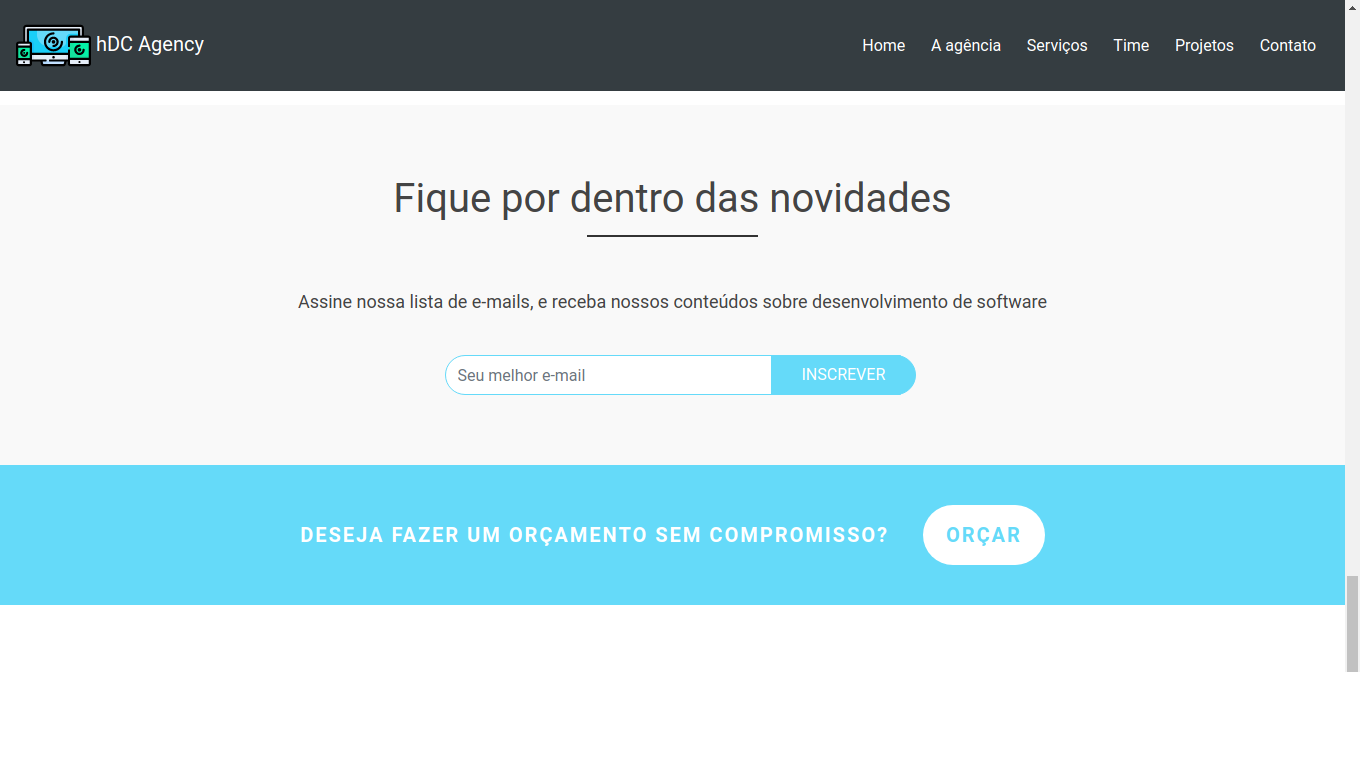 hDC Agency
Home A agência Serviços Time Projetos Contato
Fique por dentro das novidades
Assine nossa lista de e-mails, e receba nossos conteúdos sobre desenvolvimento de software
Seu melhor e-mail INSCREVER
DESEJA FAZER UM ORÇAMENTO SEM COMPROMISSO? ORÇAR